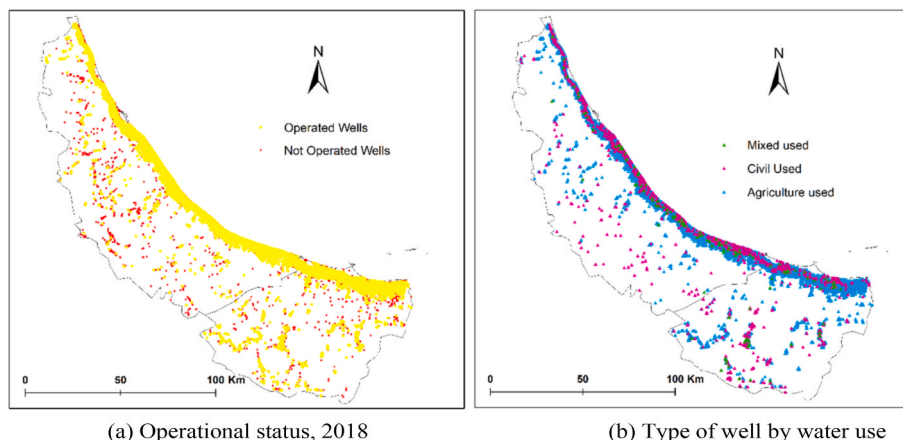 N
Operated Wells
Not Operated Wells
0 50 100 Km
(a) Operational status, 2018
N
Mixed used
Civil Used
Agriculture used
0 50 100 Km
(b) Type of well by water use